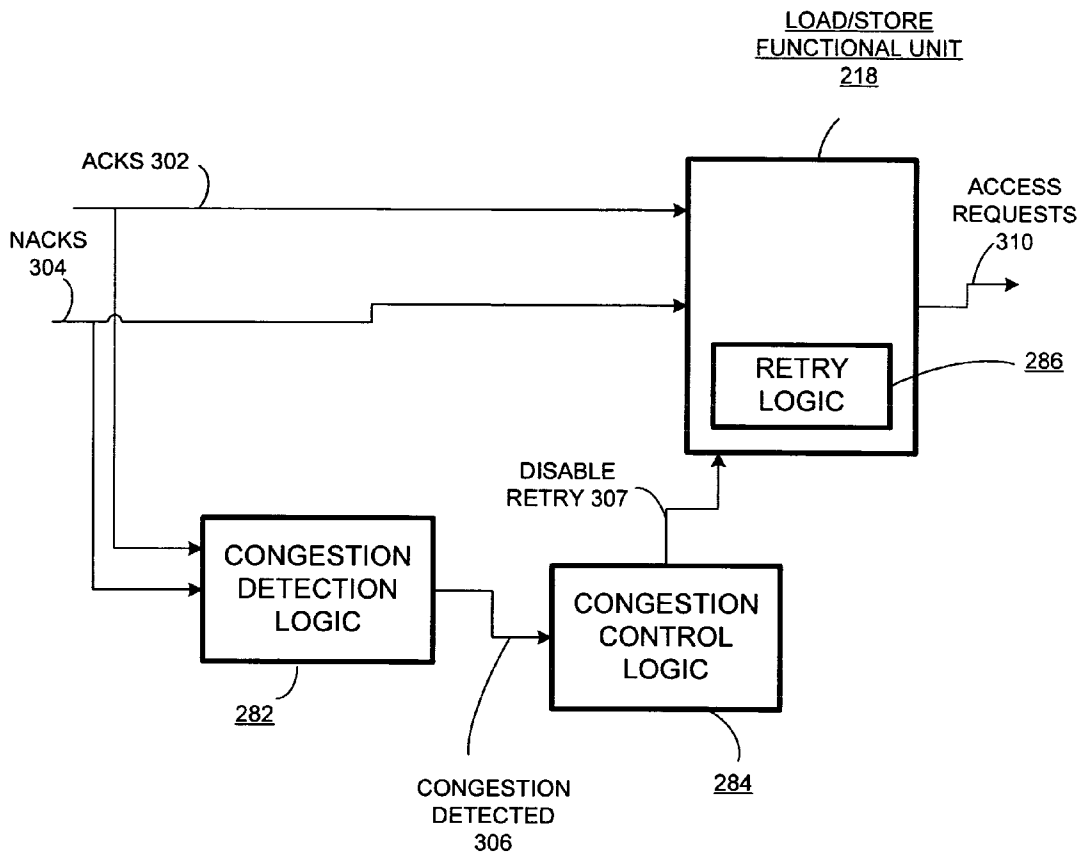 LOAD/STORE
FUNCTIONAL UNIT
218
ACKS 302
ACCESS
REQUESTS
310
NACKS
304
RETRY
LOGIC
286
DISABLE
RETRY 307
CONGESTION
DETECTION
LOGIC
CONGESTION
CONTROL
LOGIC
282
284
CONGESTION
DETECTED
306